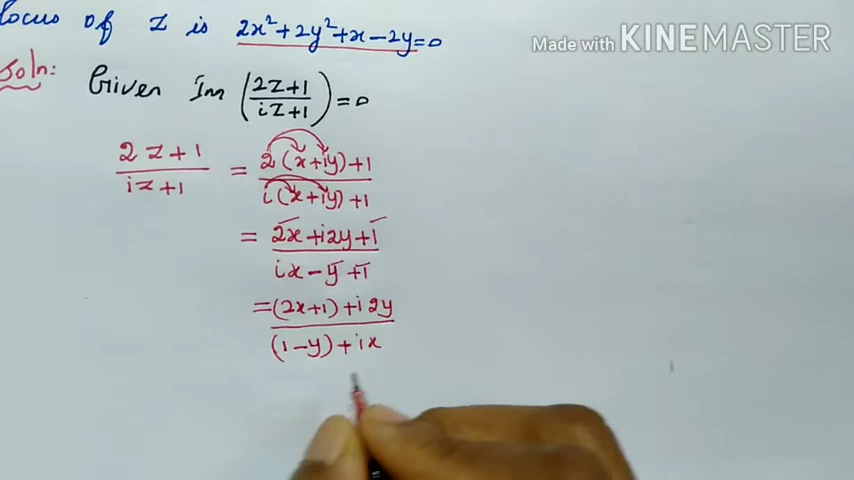 locus of z is 2x² + 2y² + x - 2y = 0
Made with KINEMASTER
Soln:
Given Im (2z+1 / iz+1) = 0
2z+1 / iz+1 = 2(x+iy)+1 / i(x+iy)+1
= 2x + i2y + 1 / ix - y + 1
= (2x+1) + i2y / (1-y) + ix